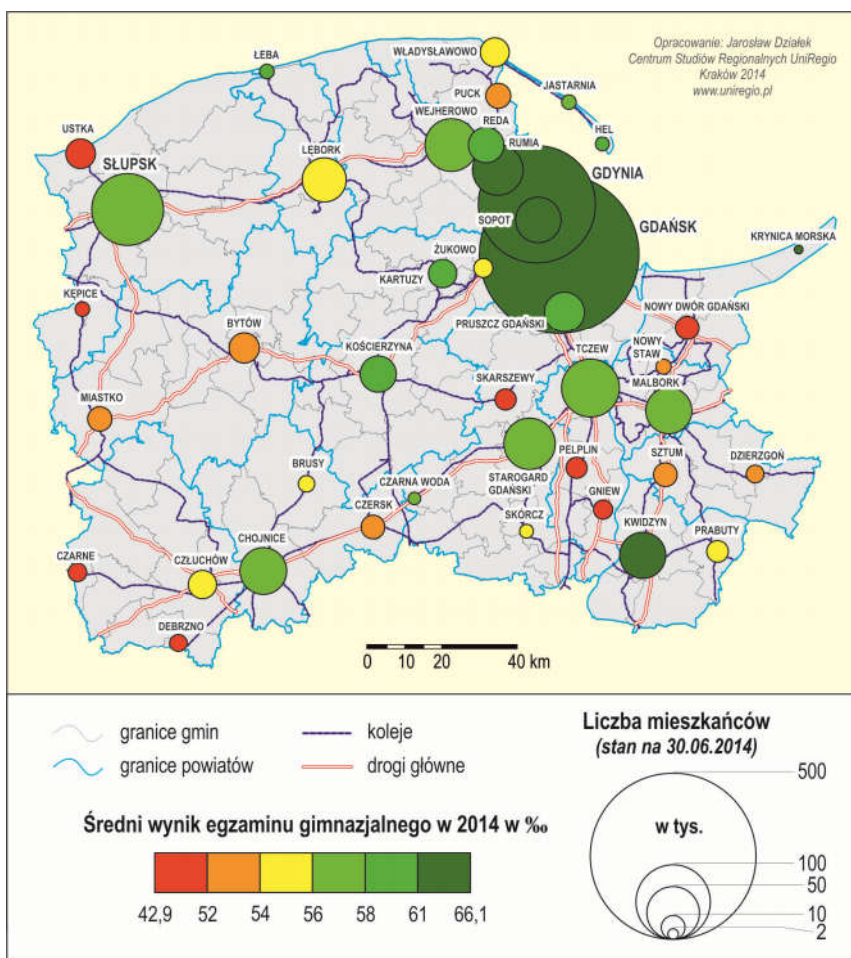 Opracowanie: Jarosław Działek
Centrum Studiów Regionalnych UniRegio
Kraków 2014
www.uniregio.pl
WŁADYSŁAWOWO
ŁEBA
PUCK
JASTARNIA
WEJHEROWO
REDA
HEL
USTKA
RUMIA
LĘBORK
SŁUPSK
GDYNIA
SOPOT
GDAŃSK
KRYNICA MORSKA
ŻUKOWO
KARTUZY
KĘPICE
NOWY DWÓR GDAŃSKI
BYTÓW
PRUSZCZ GDAŃSKI
KOŚCIERZYNA
NOWY
STAW
TCZEW
SKARSZEWY
MALBORK
MIASTKO
PELPLIN
SZTUM
DZIERZGOŃ
BRUSY
STAROGARD
GDAŃSKI
CZARNA WODA
GNIEW
CZERSK
SKÓRCZ
KWIDZYN
PRABUTY
CHOJNICE
CZARNE
CZŁUCHÓW
DEBRZNO
0 10 20 40 km
granice gmin
koleje
granice powiatów
drogi główne
Liczba mieszkańców
(stan na 30.06.2014)
500
w tys.
100
50
10
2
Średni wynik egzaminu gimnazjalnego w 2014 w ‰
42,9 52 54 56 58 61 66,1